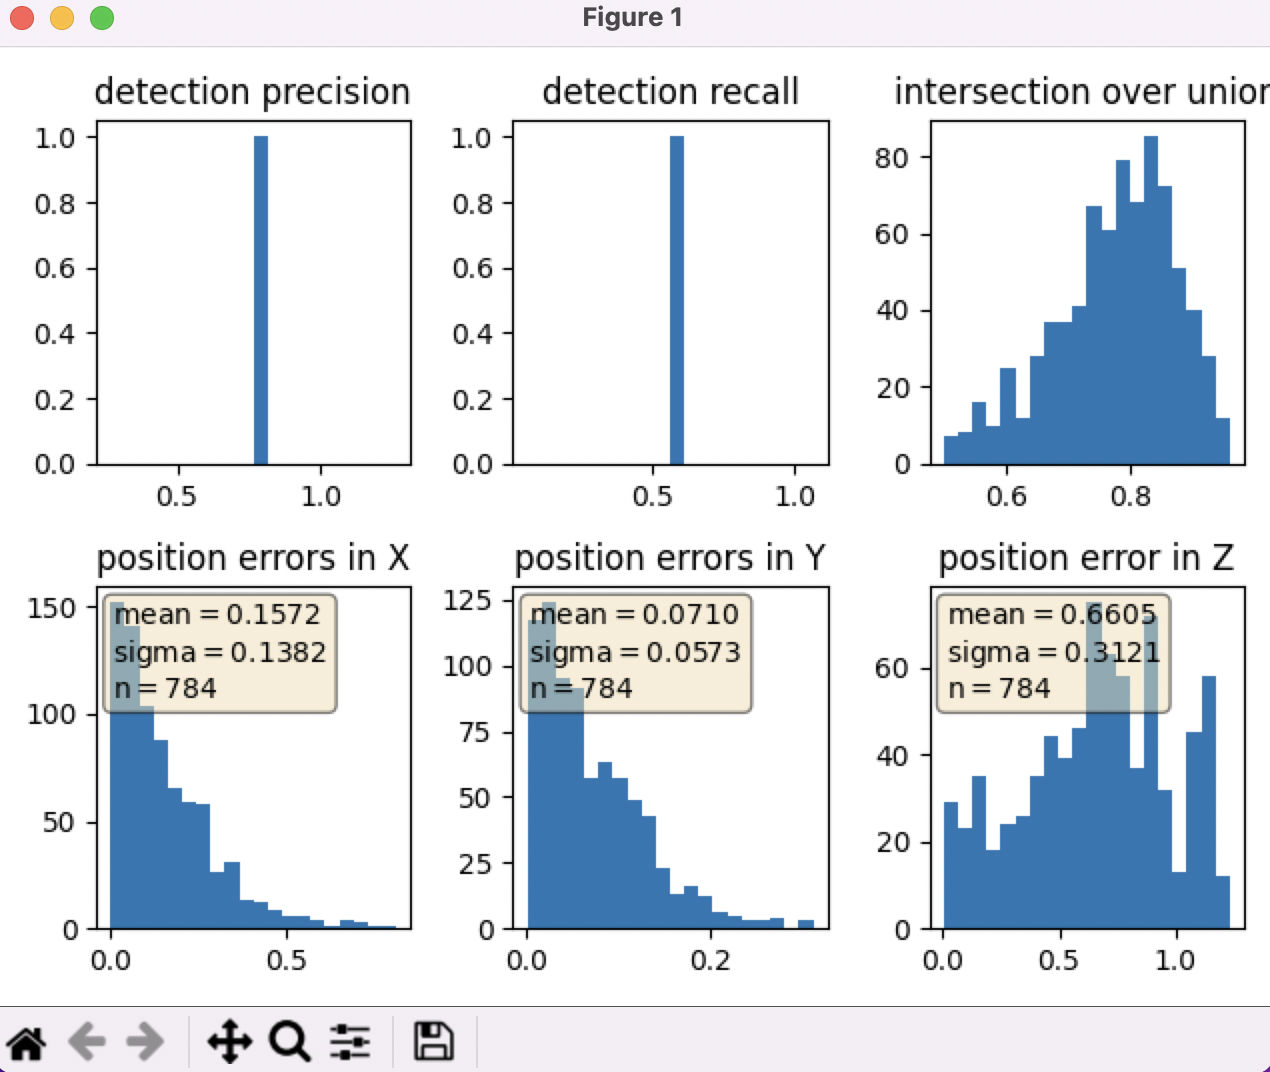 Figure 1
detection precision
detection recall
intersection over union
1.0
0.8
0.6
0.4
0.2
0.0
0.5 1.0
1.0
0.8
0.6
0.4
0.2
0.0
0.5 1.0
80
60
40
20
0
0.6 0.8
position errors in X
position errors in Y
position error in Z
150
100
50
0
mean = 0.1572
sigma = 0.1382
n = 784
0.0 0.5
125
100
75
50
25
0
mean = 0.0710
sigma = 0.0573
n = 784
0.0 0.2
60
40
20
0
mean = 0.6605
sigma = 0.3121
n = 784
0.0 0.5 1.0